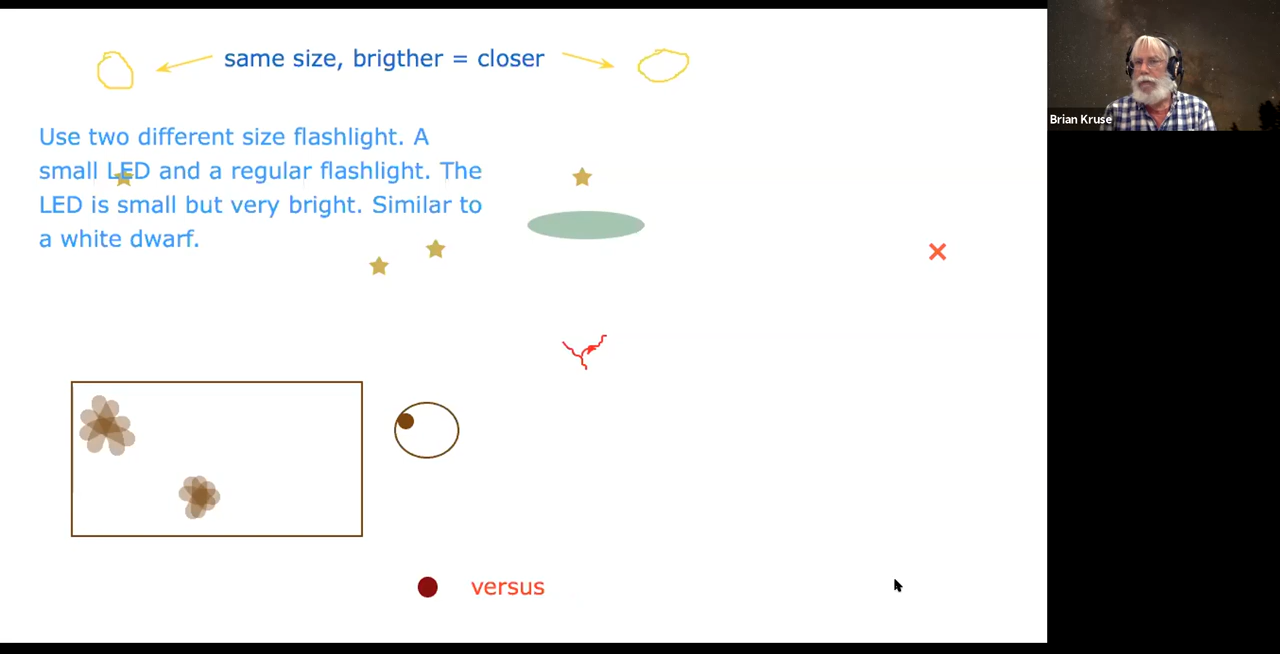 same size, brigther = closer
Use two different size flashlight. A
small LED and a regular flashlight. The
LED is small but very bright. Similar to
a white dwarf.
versus
Brian Kruse